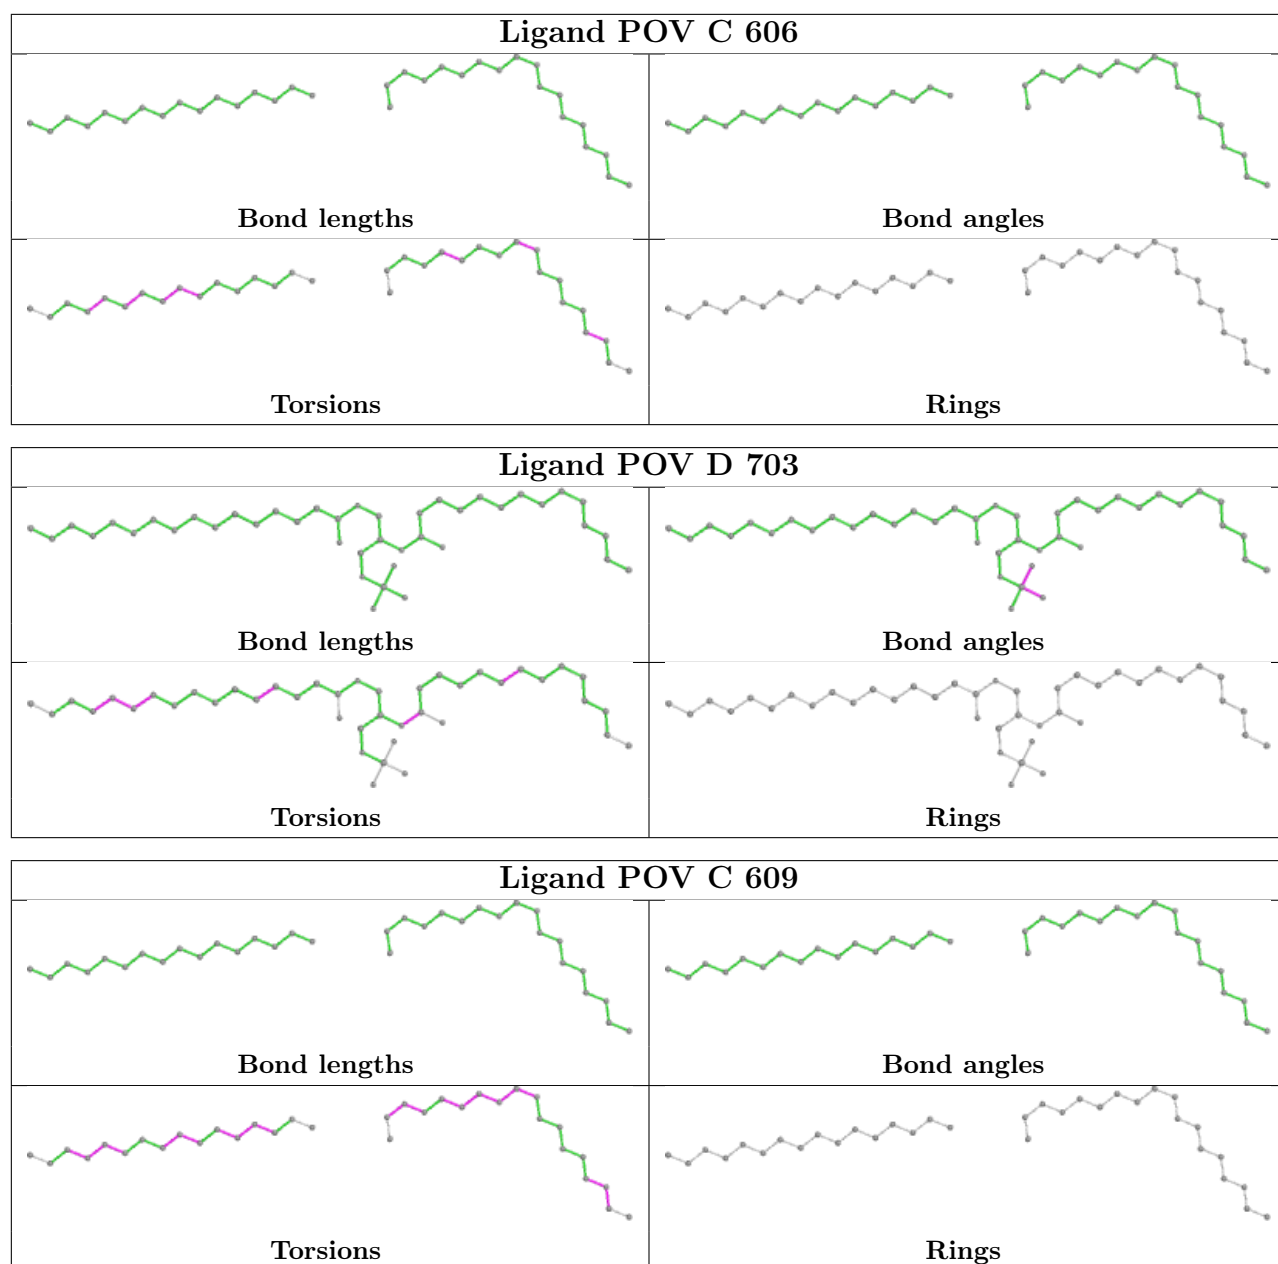 Ligand POV C 606
Bond lengths
Bond angles
Torsions
Rings
Ligand POV D 703
Bond lengths
Bond angles
Torsions
Rings
Ligand POV C 609
Bond lengths
Bond angles
Torsions
Rings